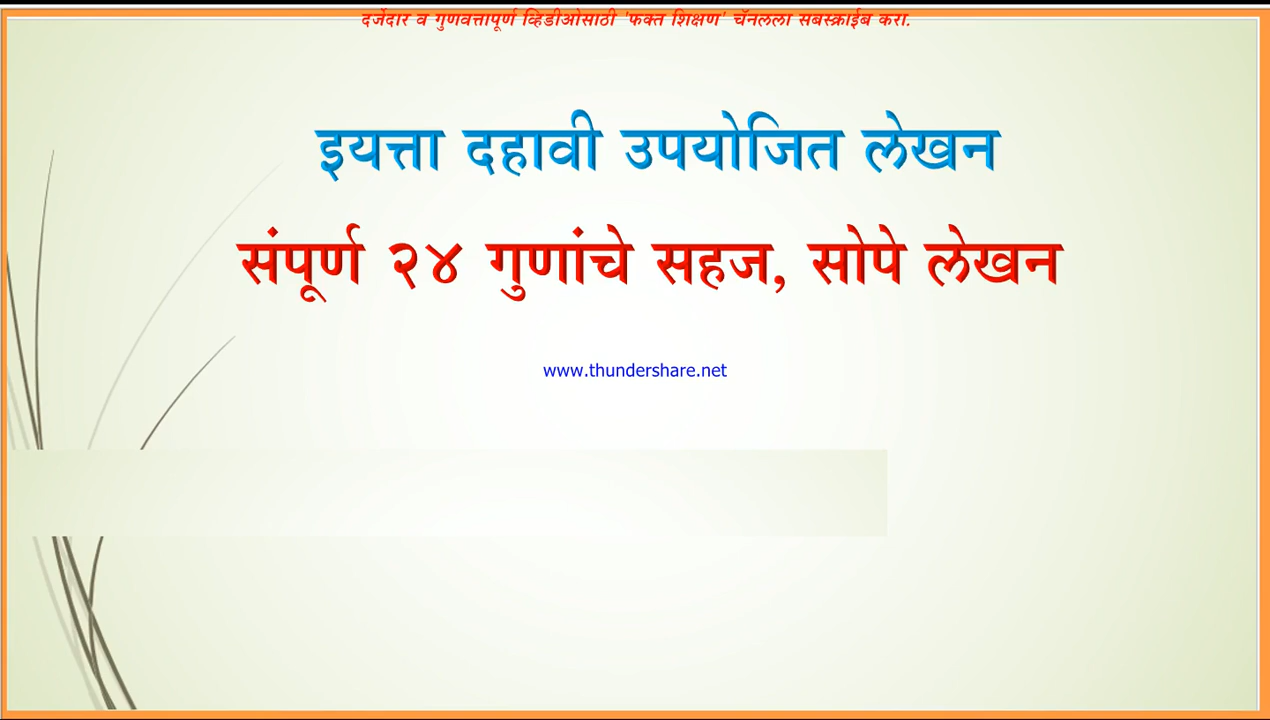 दर्जेदार व गुणवत्तापूर्ण व्हिडीओसाठी 'फक्त शिक्षण' चॅनलला सबस्क्राईब करा.
इयत्ता दहावी उपयोजित लेखन
संपूर्ण २४ गुणांचे सहज, सोपे लेखन
www.thundershare.net